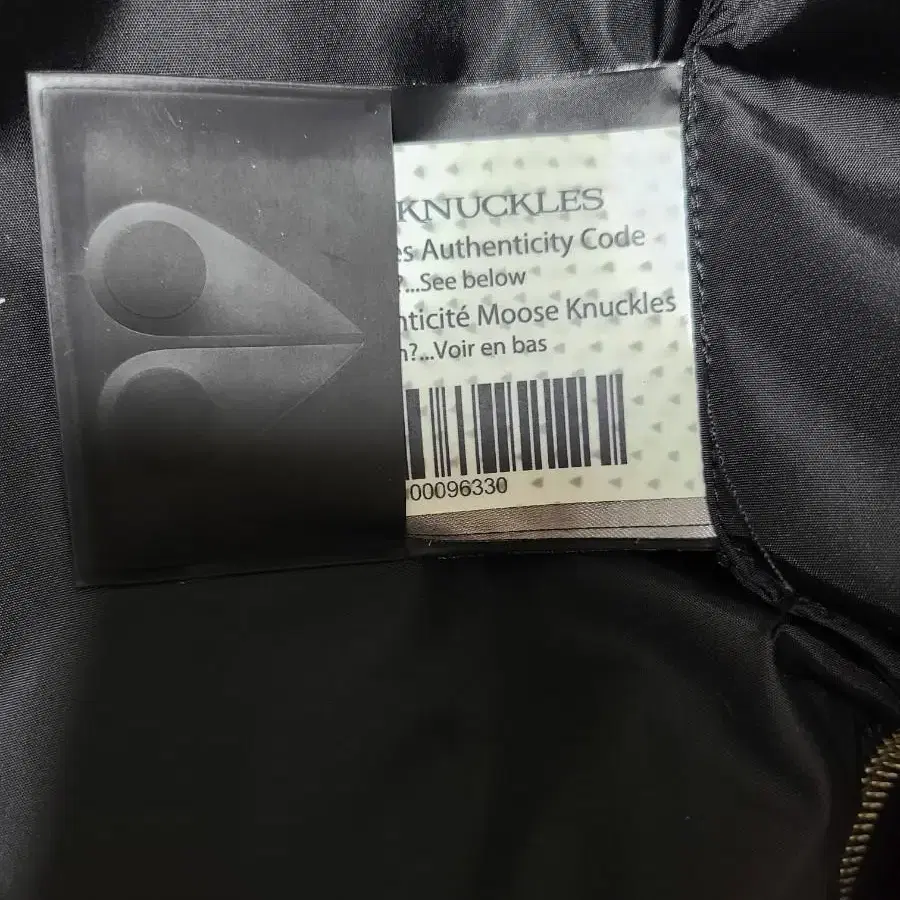 KNUCKLES
es Authenticity Code
?...See below
nticité Moose Knuckles
n?...Voir en bas
00096330